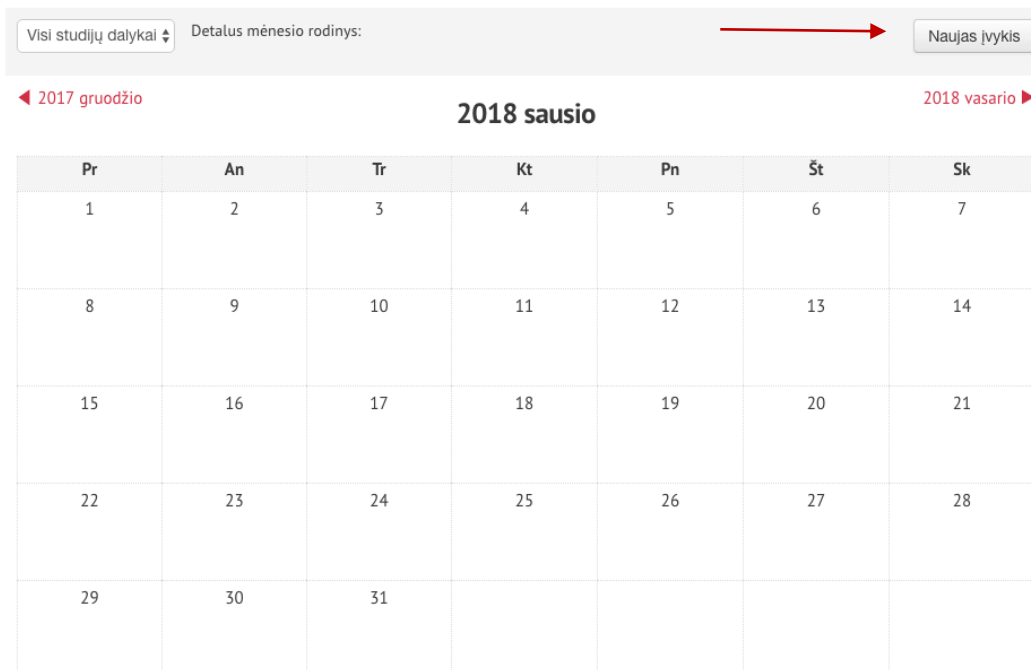 Visi studijų dalykai Detalus mėnesio rodinys: Naujas įvykis
2017 gruodžio 2018 sausio 2018 vasario
Pr An Tr Kt Pn Št Sk
1 2 3 4 5 6 7
8 9 10 11 12 13 14
15 16 17 18 19 20 21
22 23 24 25 26 27 28
29 30 31